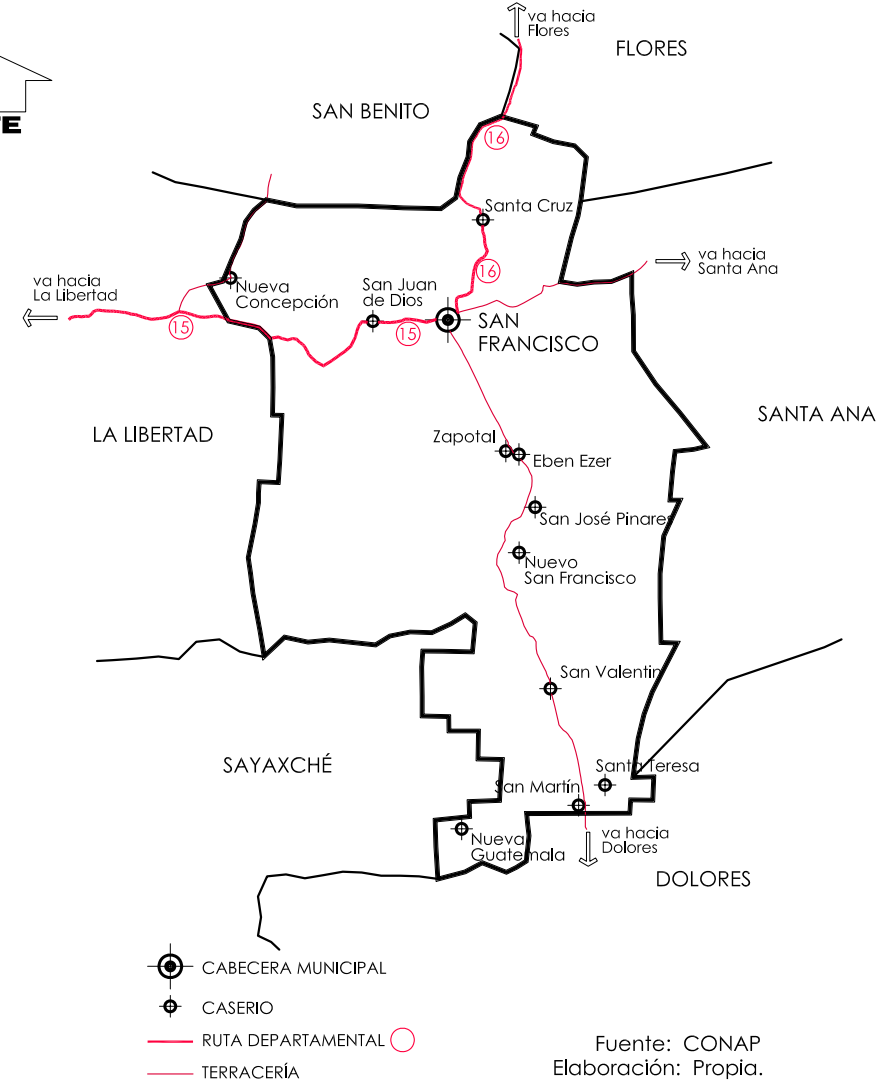 va hacia
Flores
FLORES
SAN BENITO
16
Santa Cruz
va hacia
Santa Ana
16
va hacia
La Libertad
Nueva
Concepción
San Juan
de Dios
15
15
SAN
FRANCISCO
SANTA ANA
LA LIBERTAD
Zapotal
Eben Ezer
San José Pinares
Nuevo
San Francisco
San Valentin
SAYAXCHÉ
Santa Teresa
San Martín
Nueva
Guatemala
va hacia
Dolores
DOLORES
CABECERA MUNICIPAL
CASERIO
RUTA DEPARTAMENTAL
TERRACERÍA
Fuente: CONAP
Elaboración: Propia.